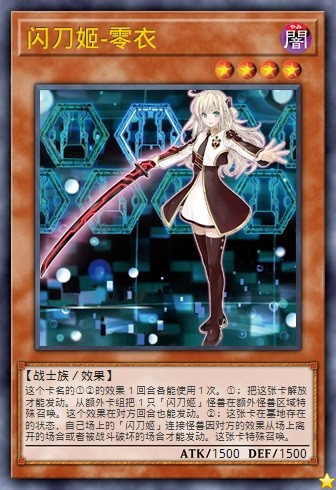 闪刀姬-零衣
闇
【战士族／效果】
这个卡名的①②的效果１回合各能使用１次。①：把这张卡解放
才能发动。从额外卡组把１只「闪刀姬」怪兽在额外怪兽区域特
殊召唤。这个效果在对方回合也能发动。②：这张卡在墓地存在
的状态，自己场上的「闪刀姬」连接怪兽因对方的效果从场上离
开的场合或者被战斗破坏的场合才能发动。这张卡特殊召唤。
ATK/1500 DEF/1500